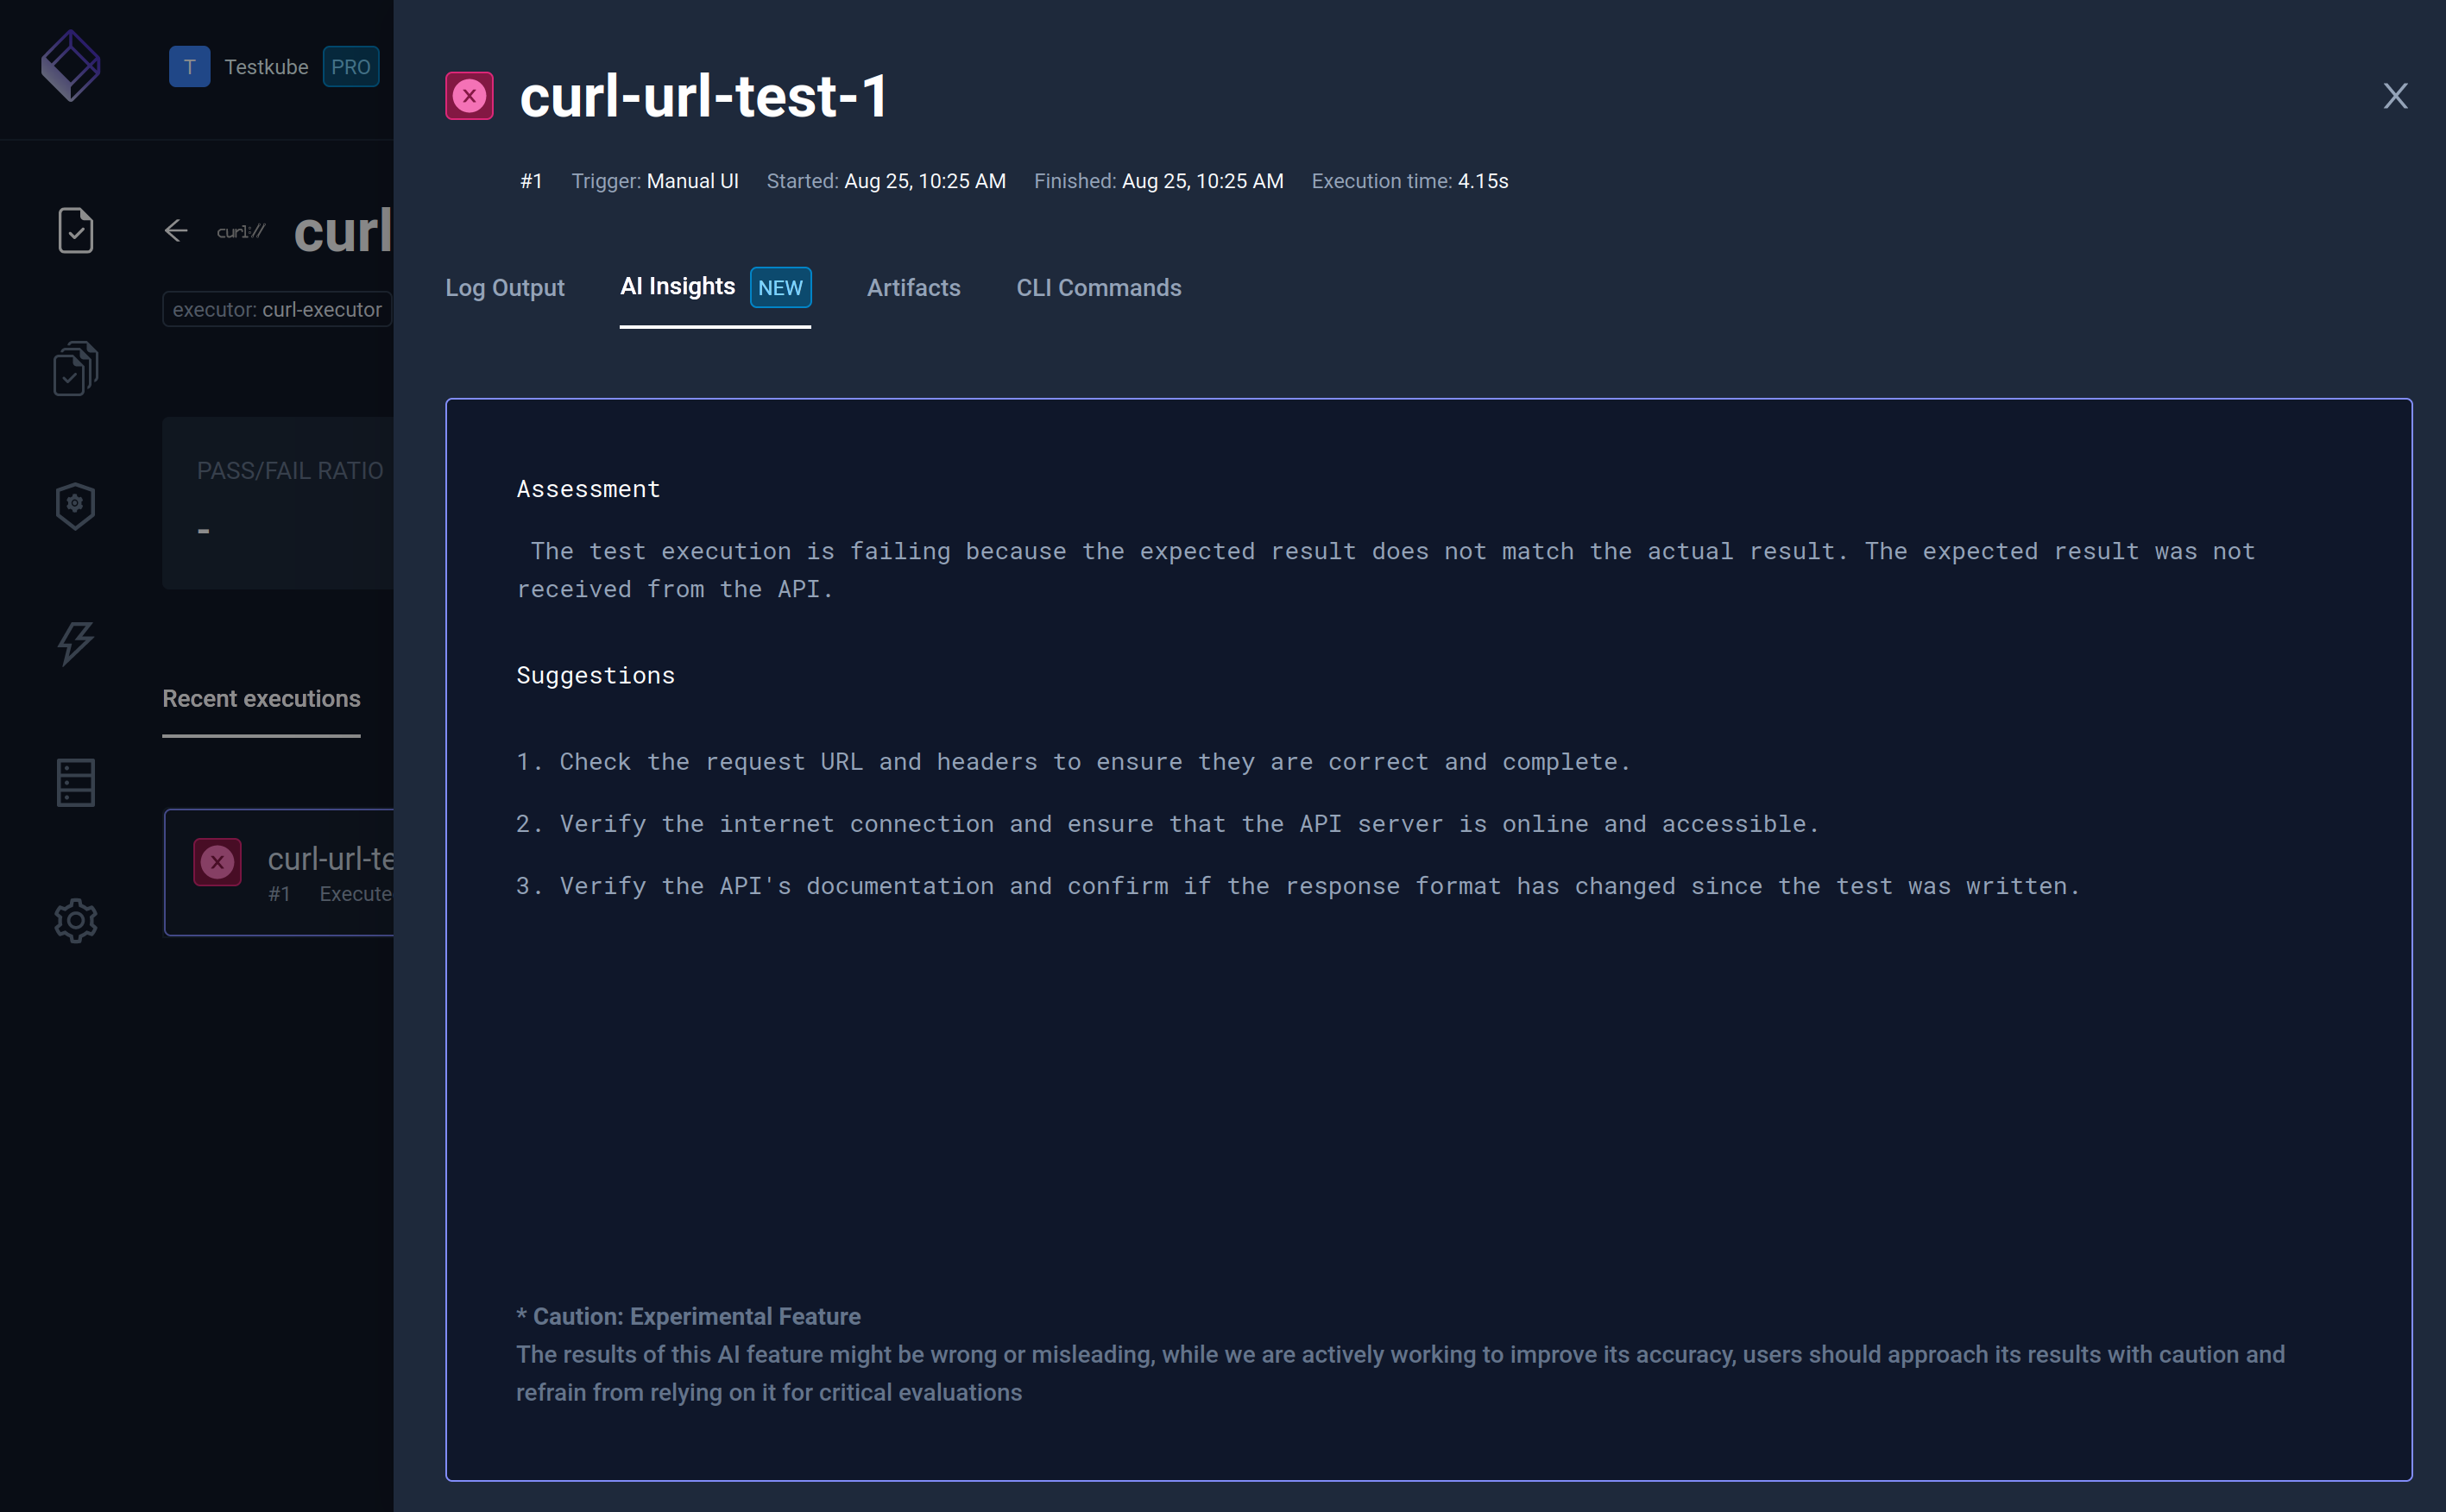 T Testkube PRO
curl:// curl
executor: curl-executor
PASS/FAIL RATIO
-
Recent executions
curl-url-te
#1 Execute
curl-url-test-1
#1 Trigger: Manual UI Started: Aug 25, 10:25 AM Finished: Aug 25, 10:25 AM Execution time: 4.15s
Log Output AI Insights NEW Artifacts CLI Commands
Assessment
The test execution is failing because the expected result does not match the actual result. The expected result was not
received from the API.
Suggestions
1. Check the request URL and headers to ensure they are correct and complete.
2. Verify the internet connection and ensure that the API server is online and accessible.
3. Verify the API's documentation and confirm if the response format has changed since the test was written.
* Caution: Experimental Feature
The results of this AI feature might be wrong or misleading, while we are actively working to improve its accuracy, users should approach its results with caution and
refrain from relying on it for critical evaluations